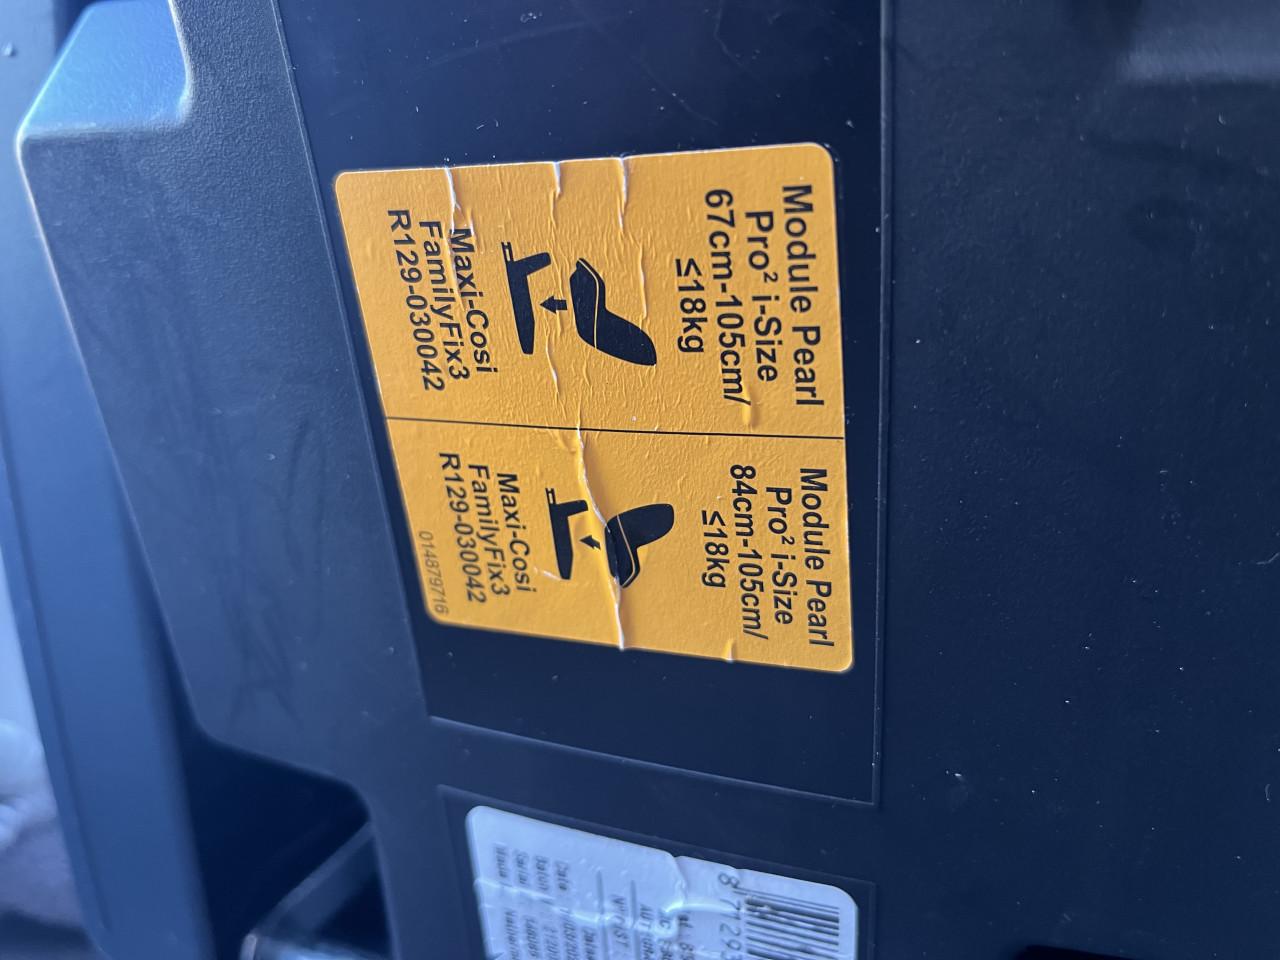 Module Pearl
Pro² i-Size
67cm-105cm/
≤18kg
Maxi-Cosi
FamilyFix3
R129-030042
Module Pearl
Pro² i-Size
84cm-105cm/
≤18kg
Maxi-Cosi
FamilyFix3
R129-030042
014879716